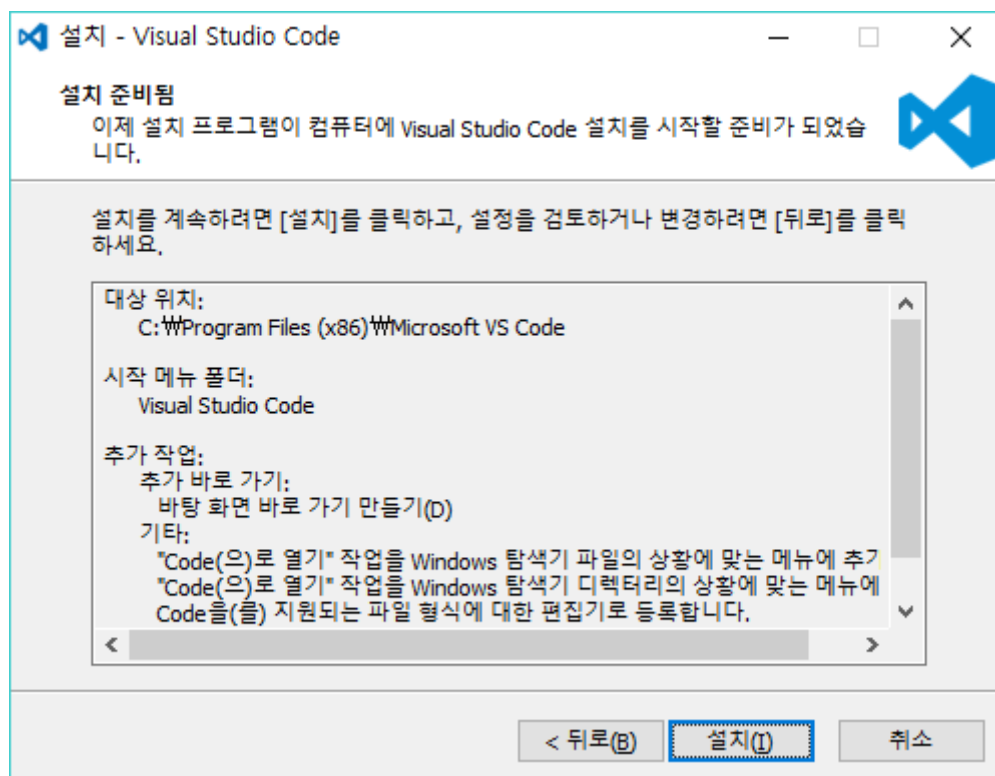 설치 - Visual Studio Code
설치 준비됨
이제 설치 프로그램이 컴퓨터에 Visual Studio Code 설치를 시작할 준비가 되었습
니다.
설치를 계속하려면 [설치]를 클릭하고, 설정을 검토하거나 변경하려면 [뒤로]를 클릭
하세요.
대상 위치:
C:₩Program Files (x86)₩Microsoft VS Code
시작 메뉴 폴더:
Visual Studio Code
추가 작업:
추가 바로 가기:
바탕 화면 바로 가기 만들기(D)
기타:
"Code(으)로 열기" 작업을 Windows 탐색기 파일의 상황에 맞는 메뉴에 추가
"Code(으)로 열기" 작업을 Windows 탐색기 디렉터리의 상황에 맞는 메뉴에
Code을(를) 지원되는 파일 형식에 대한 편집기로 등록합니다.
< 뒤로(B)
설치(I)
취소